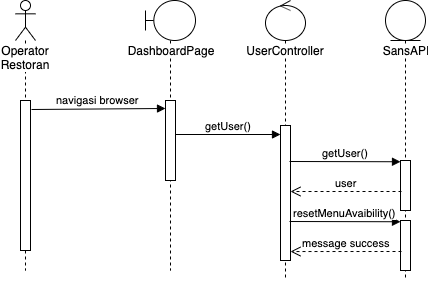 Operator
Restoran
DashboardPage
UserController
SansAPI
navigasi browser
getUser()
getUser()
user
resetMenuAvaibility()
message success